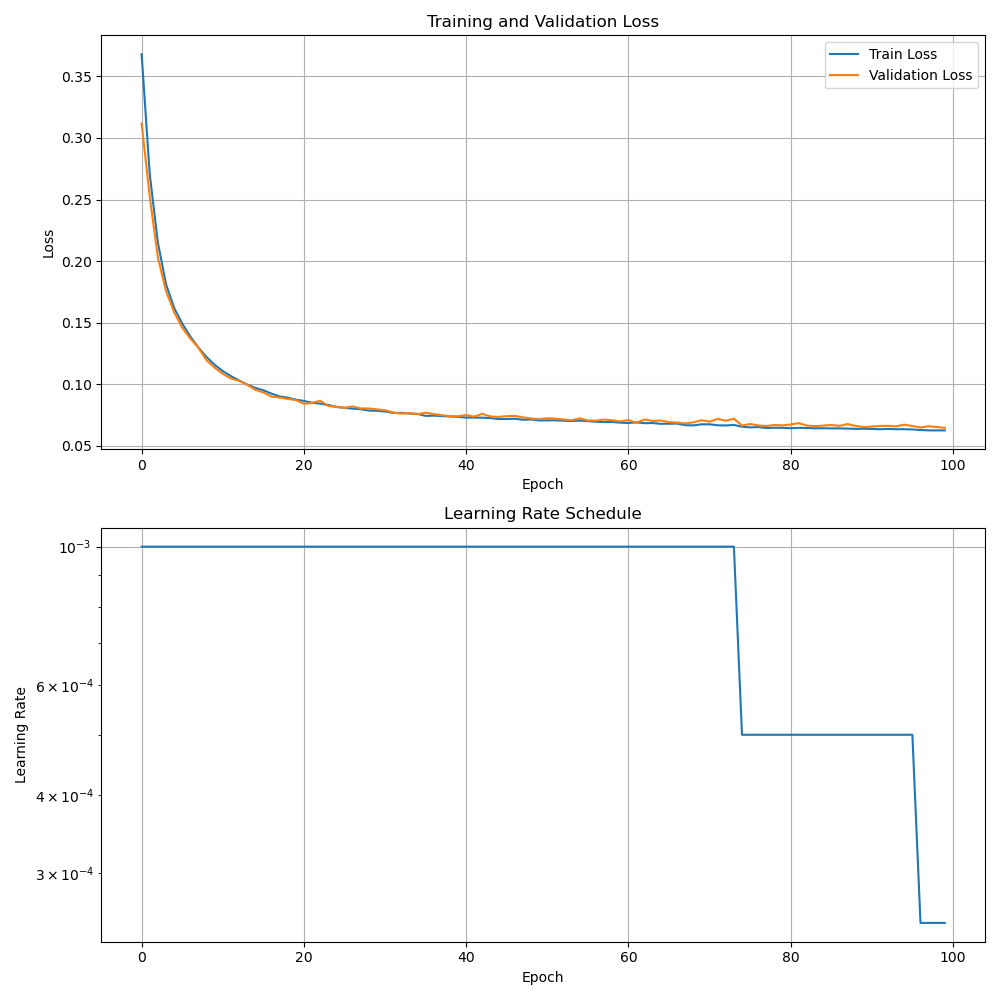 Training and Validation Loss
Train Loss
Validation Loss
0.35
0.30
0.25
0.20
0.15
0.10
0.05
Loss
0 20 40 60 80 100
Epoch
Learning Rate Schedule
10⁻³
6 × 10⁻⁴
4 × 10⁻⁴
3 × 10⁻⁴
Learning Rate
0 20 40 60 80 100
Epoch